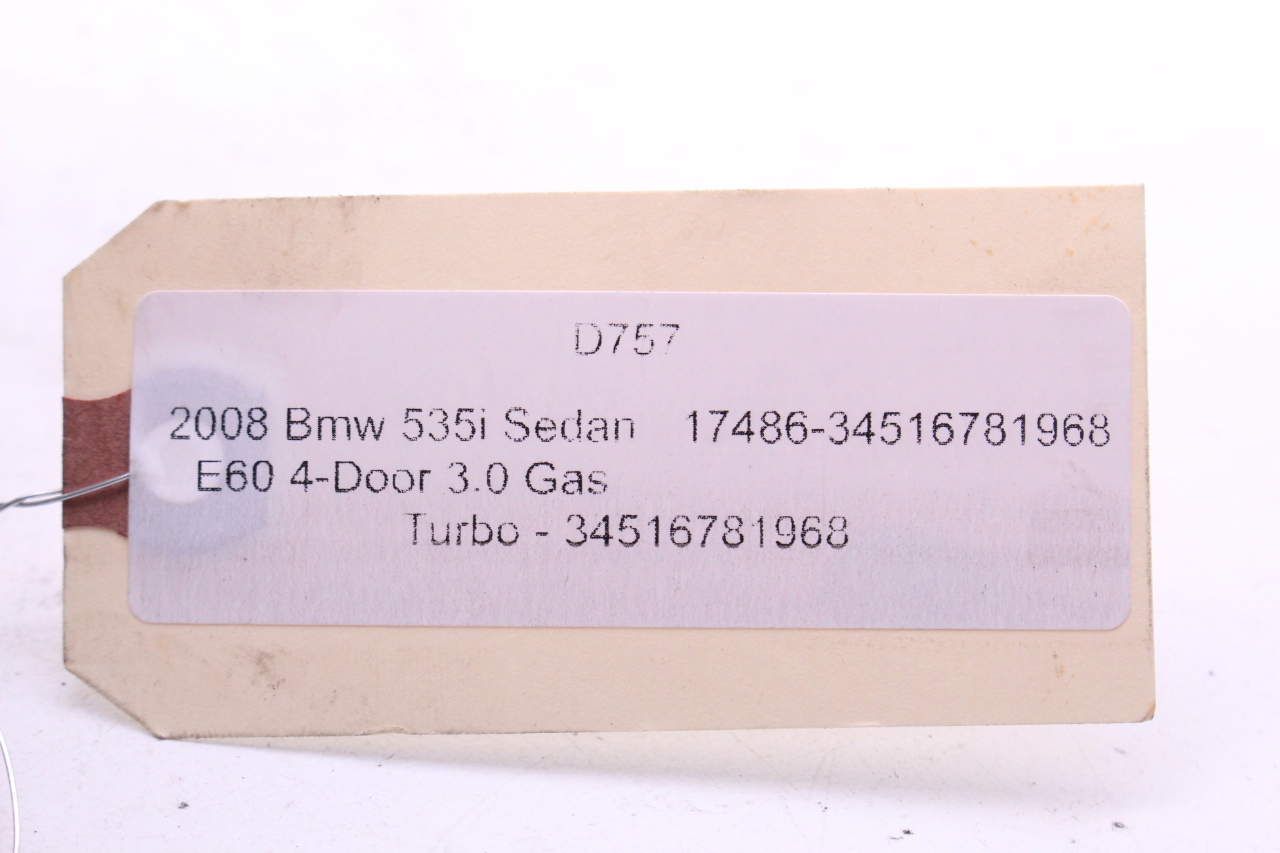 D757
2008 Bmw 535i Sedan 17486-34516781968
E60 4-Door 3.0 Gas
Turbo - 34516781968